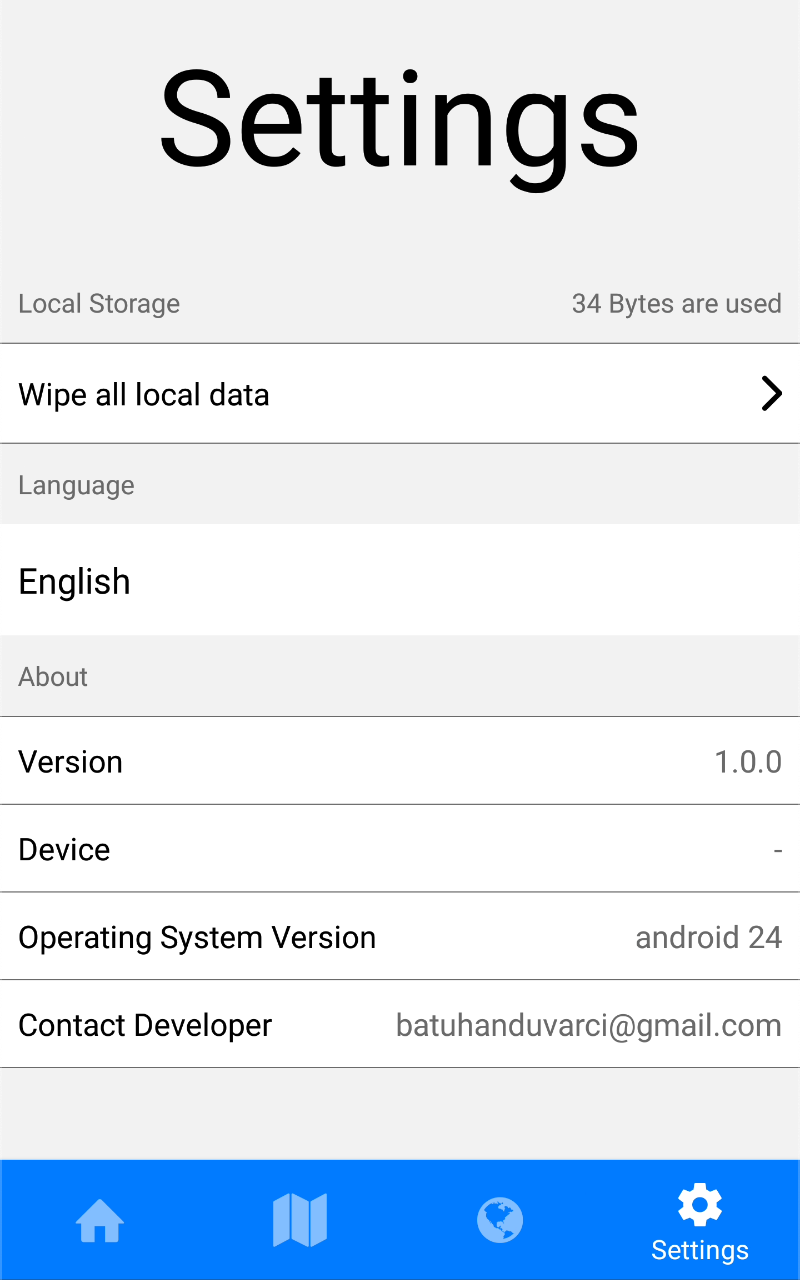 Settings
Local Storage 34 Bytes are used
Wipe all local data
Language
English
About
Version 1.0.0
Device -
Operating System Version android 24
Contact Developer batuhanduvarci@gmail.com
Settings